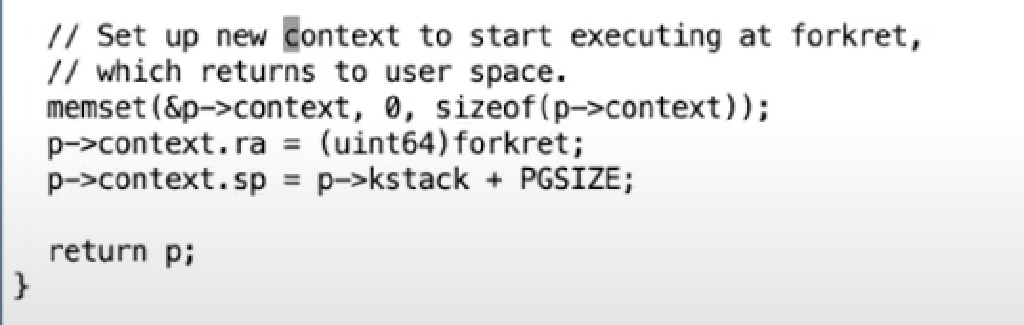 // Set up new context to start executing at forkret,
// which returns to user space.
memset(&p->context, 0, sizeof(p->context));
p->context.ra = (uint64)forkret;
p->context.sp = p->kstack + PGSIZE;
return p;
}